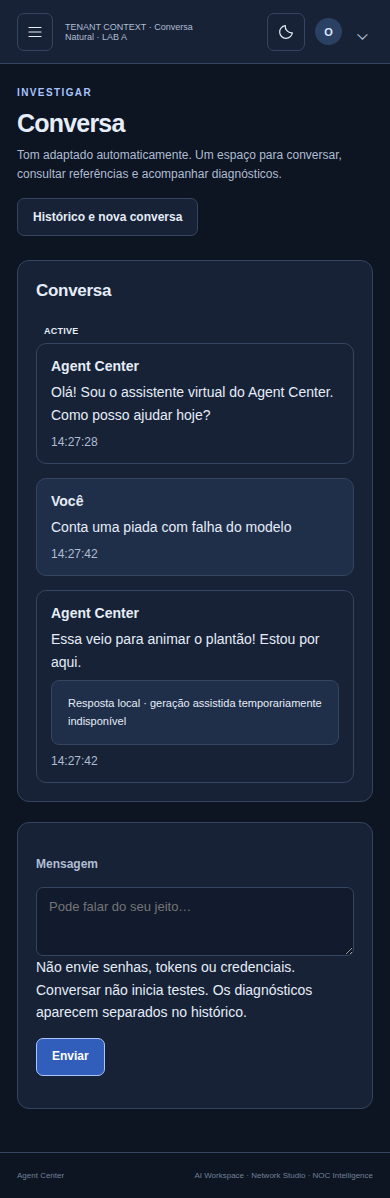 TENANT CONTEXT · Conversa
Natural · LAB A
O
INVESTIGAR
Conversa
Tom adaptado automaticamente. Um espaço para conversar,
consultar referências e acompanhar diagnósticos.
Histórico e nova conversa
Conversa
ACTIVE
Agent Center
Olá! Sou o assistente virtual do Agent Center.
Como posso ajudar hoje?
14:27:28
Você
Conta uma piada com falha do modelo
14:27:42
Agent Center
Essa veio para animar o plantão! Estou por
aqui.
Resposta local · geração assistida temporariamente
indisponível
14:27:42
Mensagem
Pode falar do seu jeito…
Não envie senhas, tokens ou credenciais.
Conversar não inicia testes. Os diagnósticos
aparecem separados no histórico.
Enviar
Agent Center
AI Workspace · Network Studio · NOC Intelligence